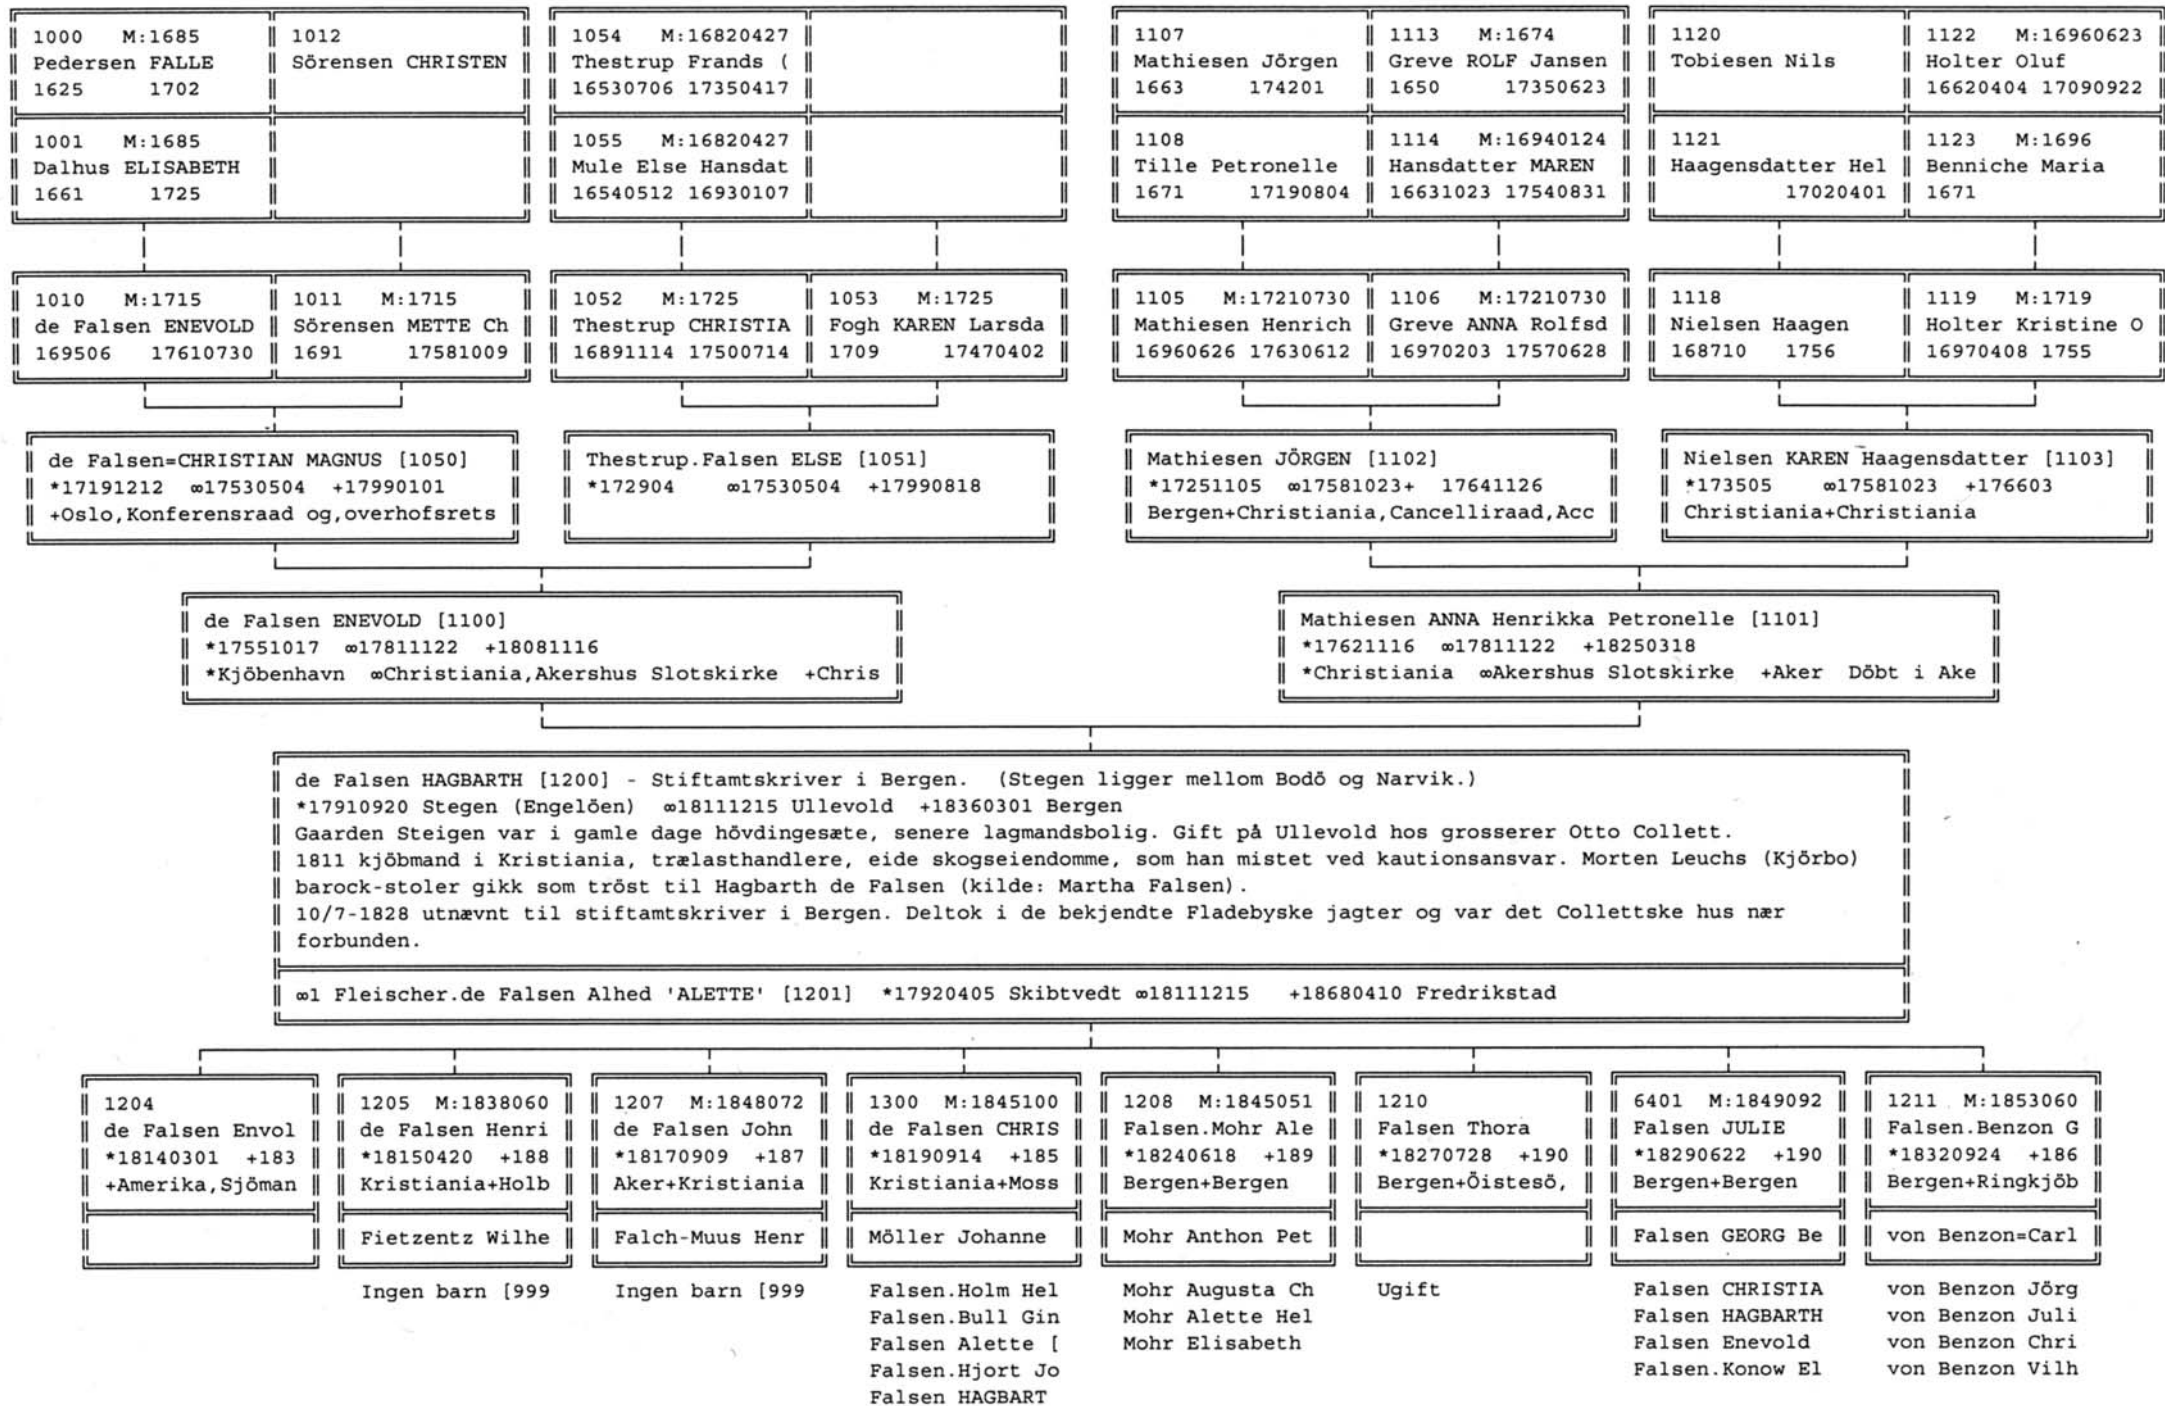 1000 M:1685
Pedersen FALLE
1625 1702
1012
Sörensen CHRISTEN
1054 M:16820427
Thestrup Frands (
16530706 17350417
1107
Mathiesen Jörgen
1663 174201
1113 M:1674
Greve ROLF Jansen
1650 17350623
1120
Tobiesen Nils
1122 M:16960623
Holter Oluf
16620404 17090922
1001 M:1685
Dalhus ELISABETH
1661 1725
1055 M:16820427
Mule Else Hansdat
16540512 16930107
1108
Tille Petronelle
1671 17190804
1114 M:16940124
Hansdatter MAREN
16631023 17540831
1121
Haagensdatter Hel
17020401
1123 M:1696
Benniche Maria
1671
1010 M:1715
de Falsen ENEVOLD
169506 17610730
1011 M:1715
Sörensen METTE Ch
1691 17581009
1052 M:1725
Thestrup CHRISTIA
16891114 17500714
1053 M:1725
Fogh KAREN Larsda
1709 17470402
1105 M:17210730
Mathiesen Henrich
16960626 17630612
1106 M:17210730
Greve ANNA Rolfsd
16970203 17570628
1118
Nielsen Haagen
168710 1756
1119 M:1719
Holter Kristine O
16970408 1755
de Falsen=CHRISTIAN MAGNUS [1050]
*17191212 ∞17530504 +17990101
+Oslo,Konferensraad og,overhofsrets
Thestrup.Falsen ELSE [1051]
*172904 ∞17530504 +17990818
Mathiesen JÖRGEN [1102]
*17251105 ∞17581023+ 17641126
Bergen+Christiania,Cancelliraad,Acc
Nielsen KAREN Haagensdatter [1103]
*173505 ∞17581023 +176603
Christiania+Christiania
de Falsen ENEVOLD [1100]
*17551017 ∞17811122 +18081116
*Kjöbenhavn ∞Christiania,Akershus Slotskirke +Chris
Mathiesen ANNA Henrikka Petronelle [1101]
*17621116 ∞17811122 +18250318
*Christiania ∞Akershus Slotskirke +Aker Döbt i Ake
de Falsen HAGBARTH [1200] - Stiftamtskriver i Bergen. (Stegen ligger mellom Bodö og Narvik.)
*17910920 Stegen (Engelöen) ∞18111215 Ullevold +18360301 Bergen
Gaarden Steigen var i gamle dage hövdingesæte, senere lagmandsbolig. Gift på Ullevold hos grosserer Otto Collett.
1811 kjöbmand i Kristiania, trælasthandlere, eide skogseiendomme, som han mistet ved kautionsansvar. Morten Leuchs (Kjörbo)
barock-stoler gikk som tröst til Hagbarth de Falsen (kilde: Martha Falsen).
10/7-1828 utnævnt til stiftamtskriver i Bergen. Deltok i de bekjendte Fladebyske jagter og var det Collettske hus nær
forbunden.
∞1 Fleischer.de Falsen Alhed 'ALETTE' [1201] *17920405 Skibtvedt ∞18111215 +18680410 Fredrikstad
1204
de Falsen Envol
*18140301 +183
+Amerika,Sjöman
1205 M:1838060
de Falsen Henri
*18150420 +188
Kristiania+Holb
Fietzentz Wilhe
Ingen barn [999
1207 M:1848072
de Falsen John
*18170909 +187
Aker+Kristiania
Falch-Muus Henr
Ingen barn [999
1300 M:1845100
de Falsen CHRIS
*18190914 +185
Kristiania+Moss
Möller Johanne
Falsen.Holm Hel
Falsen.Bull Gin
Falsen Alette [
Falsen.Hjort Jo
Falsen HAGBART
1208 M:1845051
Falsen.Mohr Ale
*18240618 +189
Bergen+Bergen
Mohr Anthon Pet
Mohr Augusta Ch
Mohr Alette Hel
Mohr Elisabeth
1210
Falsen Thora
*18270728 +190
Bergen+Öistesö,
Ugift
6401 M:1849092
Falsen JULIE
*18290622 +190
Bergen+Bergen
Falsen GEORG Be
Falsen CHRISTIA
Falsen HAGBARTH
Falsen Enevold
Falsen.Konow El
1211 M:1853060
Falsen.Benzon G
*18320924 +186
Bergen+Ringkjöb
von Benzon=Carl
von Benzon Jörg
von Benzon Juli
von Benzon Chri
von Benzon Vilh